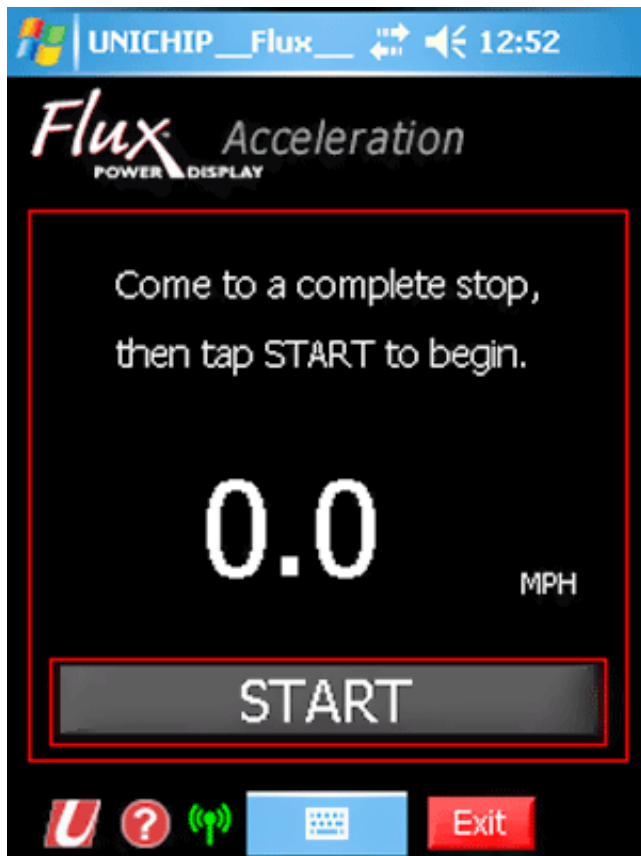 UNICHIP__Flux__ 12:52
Flux Acceleration
POWER DISPLAY
Come to a complete stop,
then tap START to begin.
0.0
MPH
START
U ? Exit